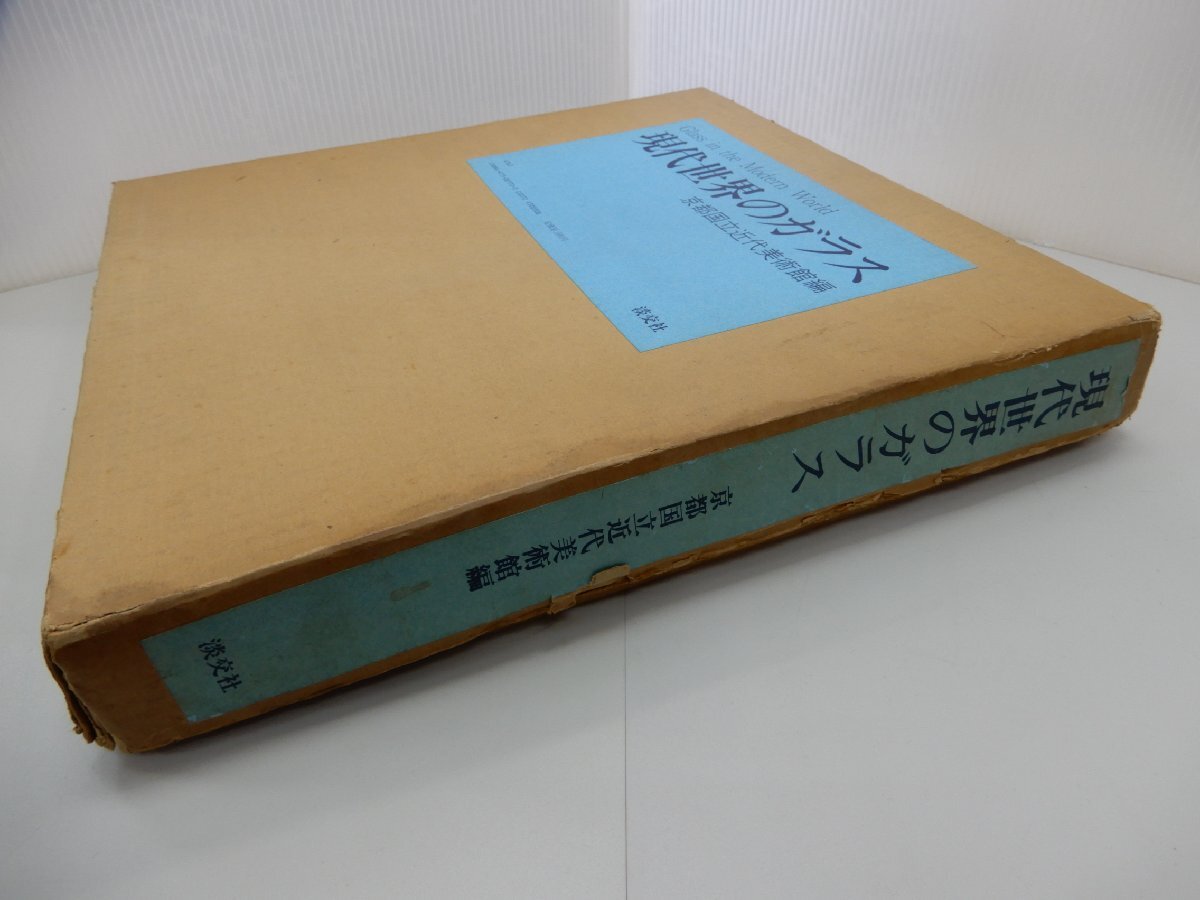 Glass in the Modern World
現代世界のガラス
京都国立近代美術館編
淡交社
現代世界のガラス
京都国立近代美術館編
淡交社